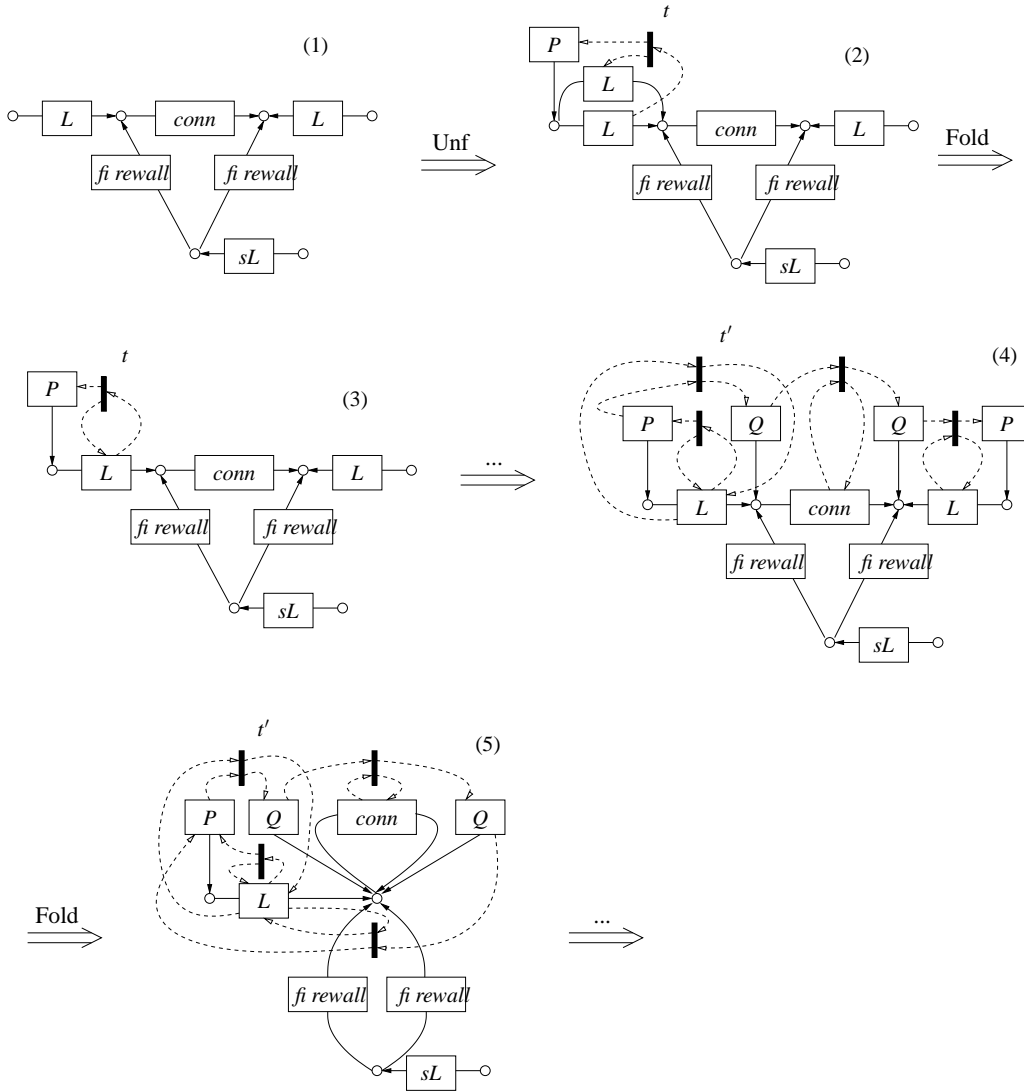 (1)
L
conn
L
fi rewall
fi rewall
sL
Unf
t
P
(2)
L
L
conn
L
fi rewall
fi rewall
sL
Fold
t
P
(3)
L
conn
L
fi rewall
fi rewall
sL
...
t′
(4)
P
Q
Q
P
L
conn
L
fi rewall
fi rewall
sL
Fold
t′
(5)
P
Q
conn
Q
L
fi rewall
fi rewall
sL
...